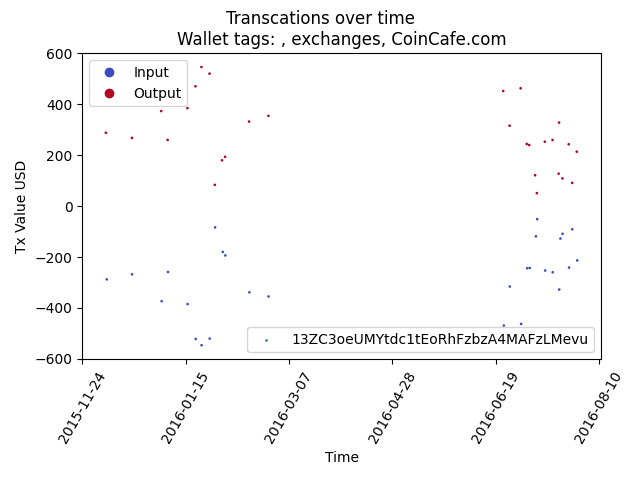 Transcations over time
Wallet tags: , exchanges, CoinCafe.com
Input
Output
Tx Value USD
600
400
200
0
−200
−400
−600
13ZC3oeUMYtdc1tEoRhFzbzA4MAFzLMevu
2015-11-24
2016-01-15
2016-03-07
2016-04-28
2016-06-19
2016-08-10
Time